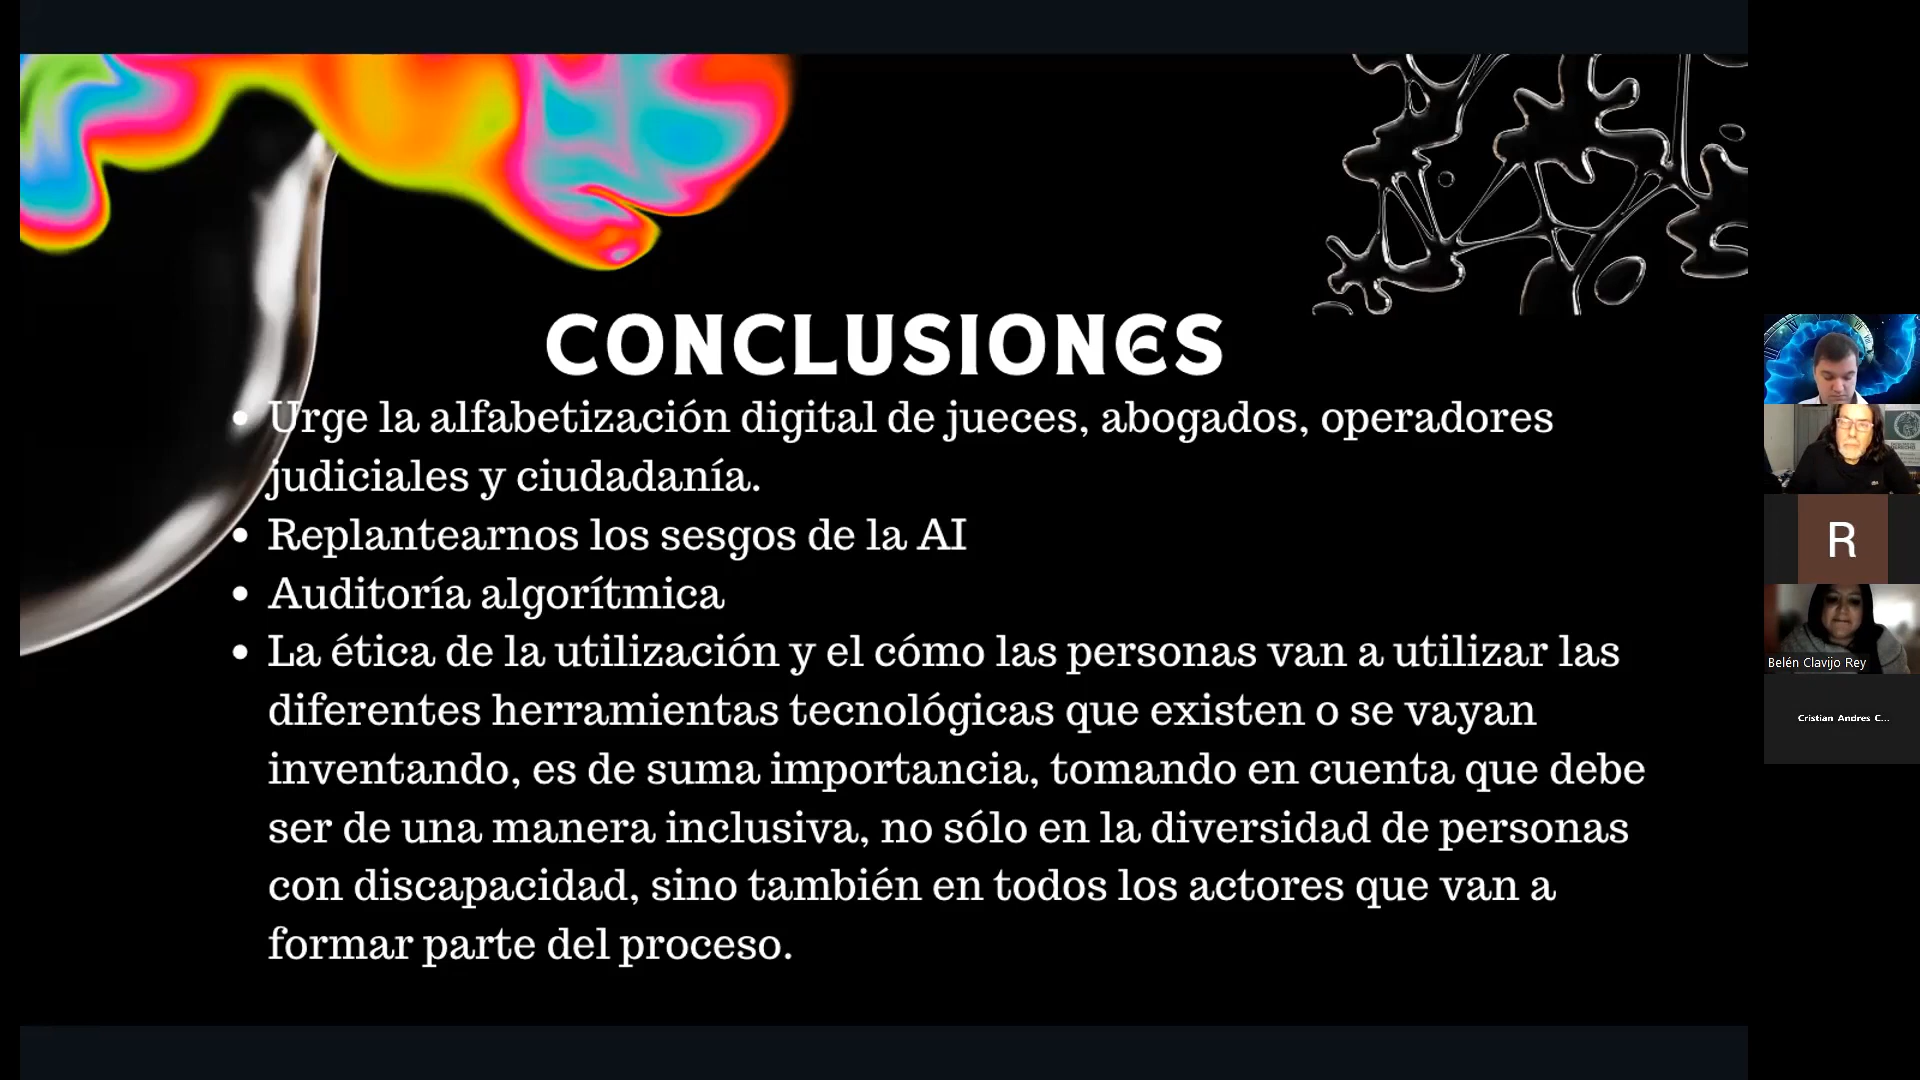 CONCLUSIONES
• Urge la alfabetización digital de jueces, abogados, operadores
judiciales y ciudadanía.
• Replantearnos los sesgos de la AI
• Auditoría algorítmica
• La ética de la utilización y el cómo las personas van a utilizar las
diferentes herramientas tecnológicas que existen o se vayan
inventando, es de suma importancia, tomando en cuenta que debe
ser de una manera inclusiva, no sólo en la diversidad de personas
con discapacidad, sino también en todos los actores que van a
formar parte del proceso.
R
Belén Clavijo Rey
Cristian Andres C...